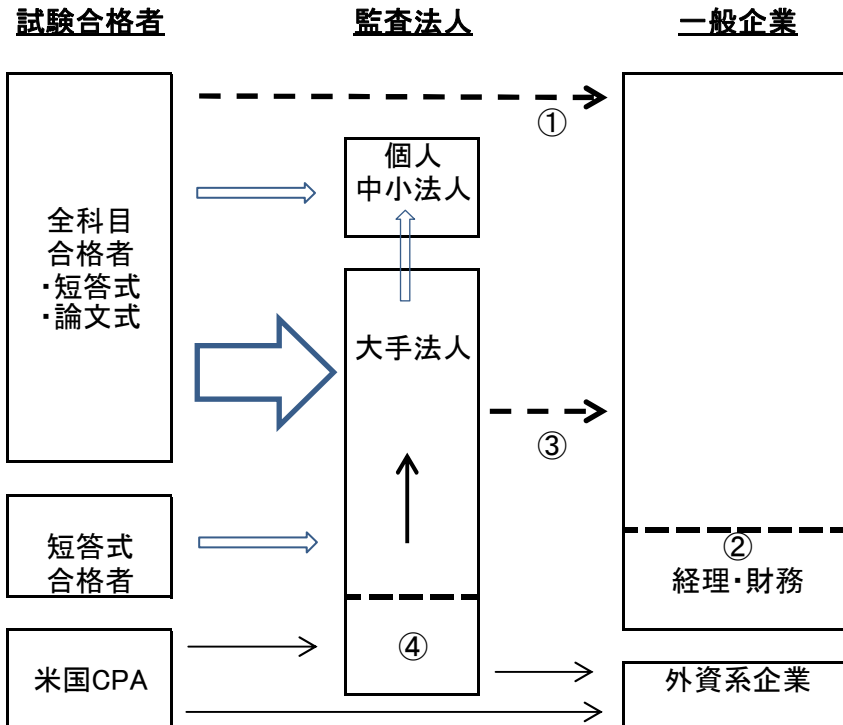 試験合格者
監査法人
一般企業
①
個人
中小法人
全科目
合格者
・短答式
・論文式
大手法人
③
短答式
合格者
②
経理・財務
④
米国CPA
外資系企業